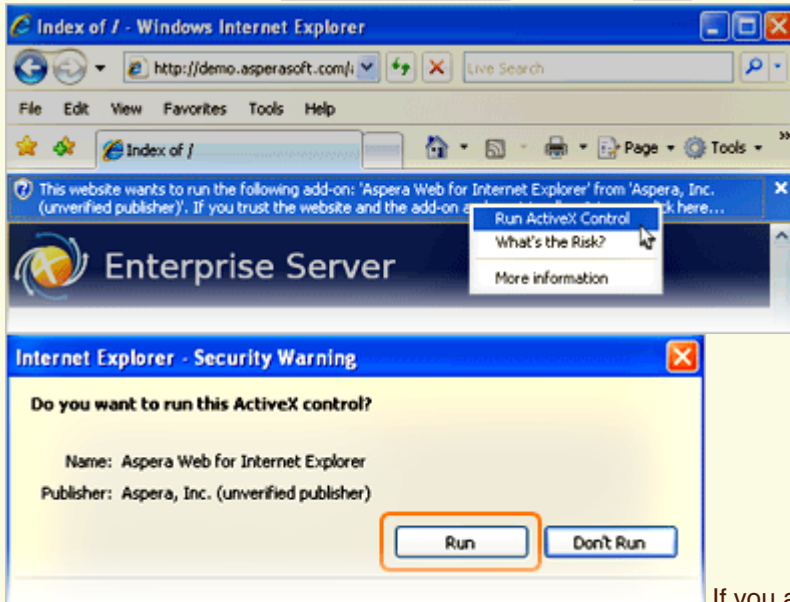 Index of / - Windows Internet Explorer
http://demo.asperasoft.com/ Live Search
File Edit View Favorites Tools Help
Index of / Page Tools »
This website wants to run the following add-on: 'Aspera Web for Internet Explorer' from 'Aspera, Inc.
(unverified publisher)'. If you trust the website and the add-on click here...
Run ActiveX Control
What's the Risk?
More information
Enterprise Server
Internet Explorer - Security Warning
Do you want to run this ActiveX control?
Name: Aspera Web for Internet Explorer
Publisher: Aspera, Inc. (unverified publisher)
Run Don't Run
If you a